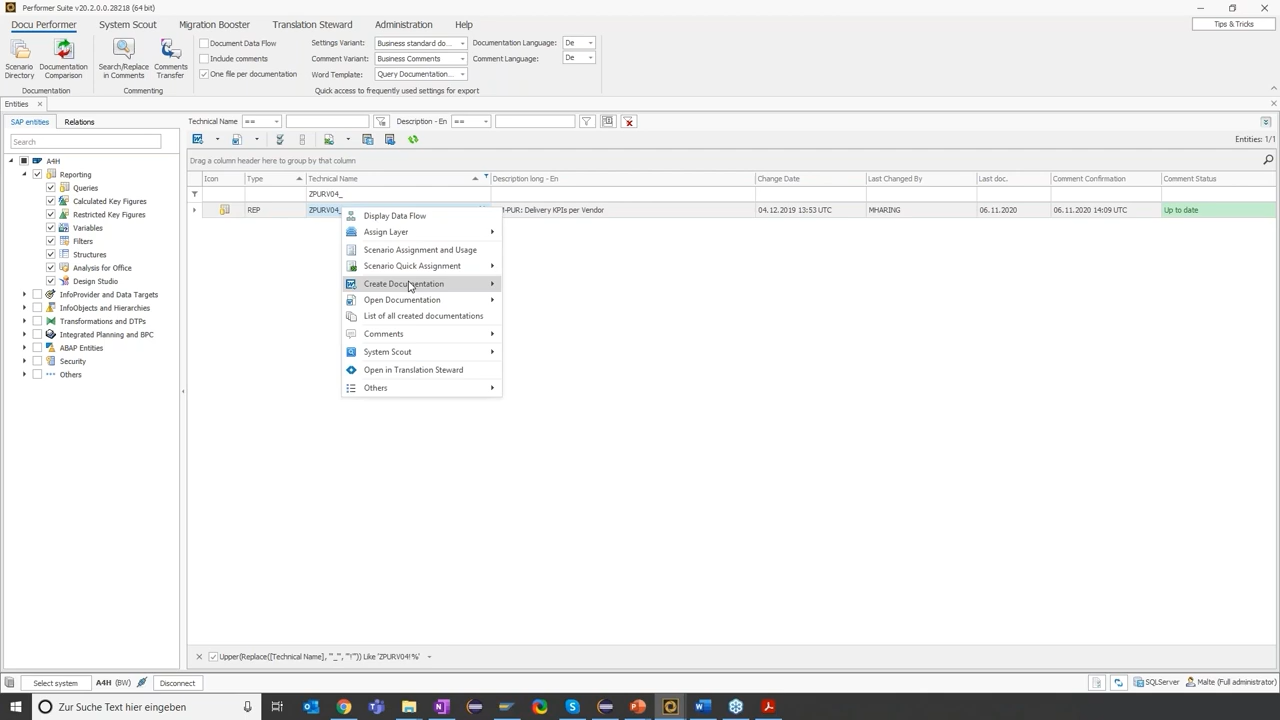 Performer Suite v20.2.0.0.28218 (64 bit)
Docu Performer System Scout Migration Booster Translation Steward Administration Help
Tips & Tricks
Scenario Directory
Documentation Comparison
Documentation
Search/Replace in Comments
Comments Transfer
Commenting
Document Data Flow
Include comments
One file per documentation
Settings Variant: Business standard do...
Comment Variant: Business Comments
Word Template: Query Documentation...
Documentation Language: De
Comment Language: De
Quick access to frequently used settings for export
Entities
SAP entities Relations
Search
A4H
Reporting
Queries
Calculated Key Figures
Restricted Key Figures
Variables
Filters
Structures
Analysis for Office
Design Studio
InfoProvider and Data Targets
InfoObjects and Hierarchies
Transformations and DTPs
Integrated Planning and BPC
ABAP Entities
Security
Others
Technical Name == Description - En ==
Entities: 1/1
Drag a column header here to group by that column
Icon Type Technical Name Description long - En Change Date Last Changed By Last doc. Comment Confirmation Comment Status
ZPURV04_
REP ZPURV04_ -PUR: Delivery KPIs per Vendor 04.12.2019 13:53 UTC MHARING 06.11.2020 06.11.2020 14:09 UTC Up to date
Display Data Flow
Assign Layer
Scenario Assignment and Usage
Scenario Quick Assignment
Create Documentation
Open Documentation
List of all created documentations
Comments
System Scout
Open in Translation Steward
Others
Select system A4H (BW) Disconnect
SQLServer Malte (Full administrator)
Zur Suche Text hier eingeben